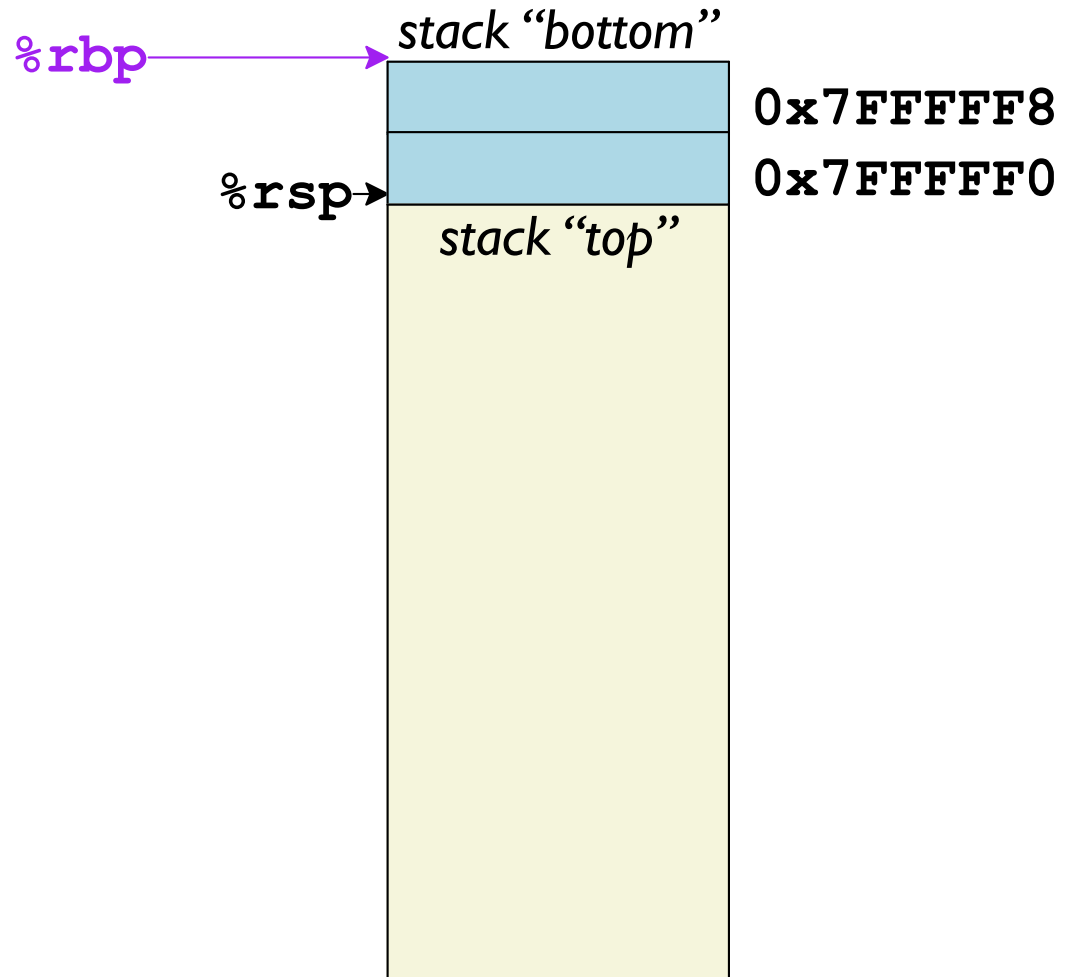 stack “bottom”
%rbp
0x7FFFFF8
%rsp
0x7FFFFF0
stack “top”